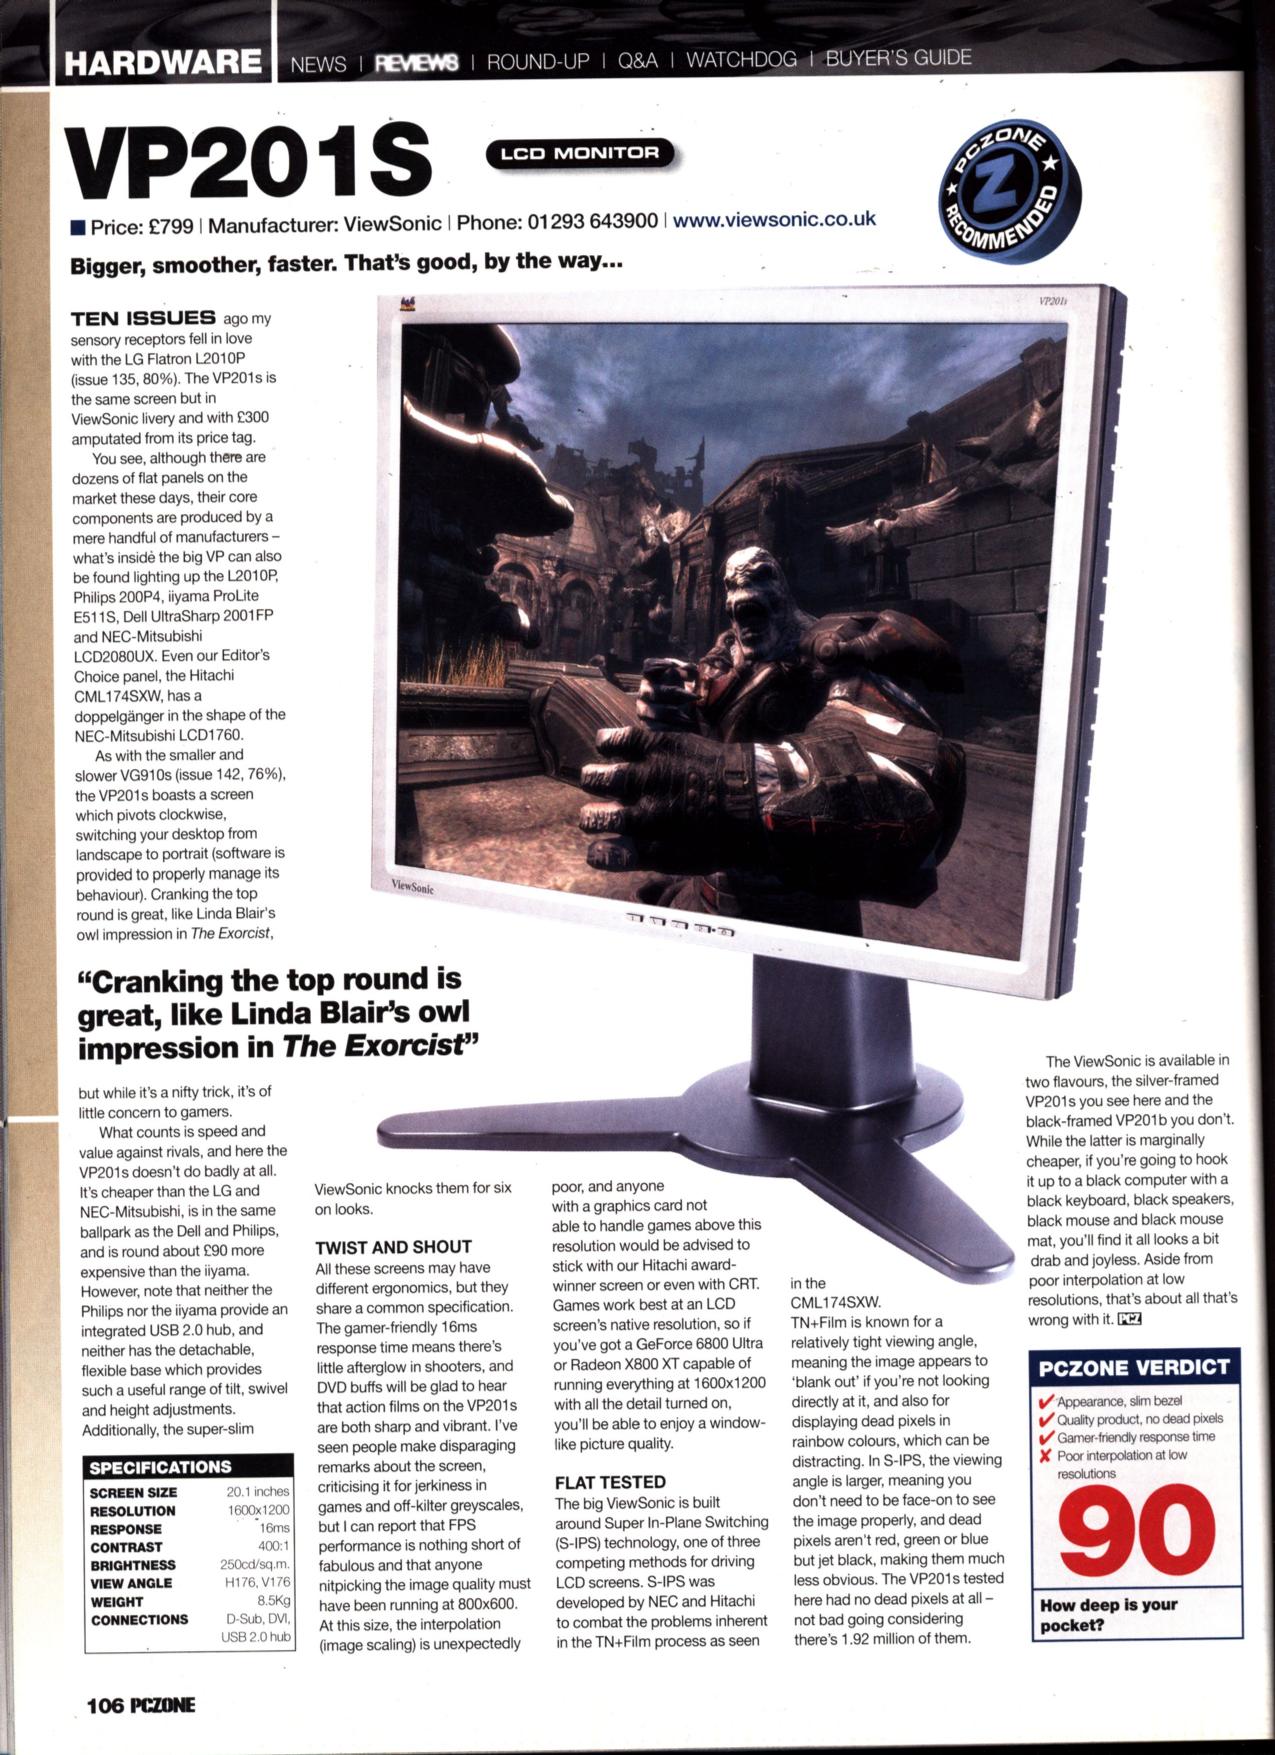 HARDWARE
NEWS | REVIEWS | ROUND-UP | Q&A | WATCHDOG | BUYER'S GUIDE
VP201S
LCD MONITOR
PCZONE
Z
RECOMMENDED
Price: £799 | Manufacturer: ViewSonic | Phone: 01293 643900 | www.viewsonic.co.uk
Bigger, smoother, faster. That's good, by the way...
VP201s
ViewSonic
TEN ISSUES ago my
sensory receptors fell in love
with the LG Flatron L2010P
(issue 135, 80%). The VP201s is
the same screen but in
ViewSonic livery and with £300
amputated from its price tag.
You see, although there are
dozens of flat panels on the
market these days, their core
components are produced by a
mere handful of manufacturers –
what's inside the big VP can also
be found lighting up the L2010P,
Philips 200P4, iiyama ProLite
E511S, Dell UltraSharp 2001FP
and NEC-Mitsubishi
LCD2080UX. Even our Editor's
Choice panel, the Hitachi
CML174SXW, has a
doppelgänger in the shape of the
NEC-Mitsubishi LCD1760.
As with the smaller and
slower VG910s (issue 142, 76%),
the VP201s boasts a screen
which pivots clockwise,
switching your desktop from
landscape to portrait (software is
provided to properly manage its
behaviour). Cranking the top
round is great, like Linda Blair's
owl impression in The Exorcist,
"Cranking the top round is
great, like Linda Blair's owl
impression in The Exorcist"
but while it's a nifty trick, it's of
little concern to gamers.
What counts is speed and
value against rivals, and here the
VP201s doesn't do badly at all.
It's cheaper than the LG and
NEC-Mitsubishi, is in the same
ballpark as the Dell and Philips,
and is round about £90 more
expensive than the iiyama.
However, note that neither the
Philips nor the iiyama provide an
integrated USB 2.0 hub, and
neither has the detachable,
flexible base which provides
such a useful range of tilt, swivel
and height adjustments.
Additionally, the super-slim
SPECIFICATIONS
SCREEN SIZE 20.1 inches
RESOLUTION 1600x1200
RESPONSE 16ms
CONTRAST 400:1
BRIGHTNESS 250cd/sq.m.
VIEW ANGLE H176, V176
WEIGHT 8.5Kg
CONNECTIONS D-Sub, DVI,
USB 2.0 hub
ViewSonic knocks them for six
on looks.
TWIST AND SHOUT
All these screens may have
different ergonomics, but they
share a common specification.
The gamer-friendly 16ms
response time means there's
little afterglow in shooters, and
DVD buffs will be glad to hear
that action films on the VP201s
are both sharp and vibrant. I've
seen people make disparaging
remarks about the screen,
criticising it for jerkiness in
games and off-kilter greyscales,
but I can report that FPS
performance is nothing short of
fabulous and that anyone
nitpicking the image quality must
have been running at 800x600.
At this size, the interpolation
(image scaling) is unexpectedly
poor, and anyone
with a graphics card not
able to handle games above this
resolution would be advised to
stick with our Hitachi award-
winner screen or even with CRT.
Games work best at an LCD
screen's native resolution, so if
you've got a GeForce 6800 Ultra
or Radeon X800 XT capable of
running everything at 1600x1200
with all the detail turned on,
you'll be able to enjoy a window-
like picture quality.
FLAT TESTED
The big ViewSonic is built
around Super In-Plane Switching
(S-IPS) technology, one of three
competing methods for driving
LCD screens. S-IPS was
developed by NEC and Hitachi
to combat the problems inherent
in the TN+Film process as seen
in the
CML174SXW.
TN+Film is known for a
relatively tight viewing angle,
meaning the image appears to
'blank out' if you're not looking
directly at it, and also for
displaying dead pixels in
rainbow colours, which can be
distracting. In S-IPS, the viewing
angle is larger, meaning you
don't need to be face-on to see
the image properly, and dead
pixels aren't red, green or blue
but jet black, making them much
less obvious. The VP201s tested
here had no dead pixels at all –
not bad going considering
there's 1.92 million of them.
The ViewSonic is available in
two flavours, the silver-framed
VP201s you see here and the
black-framed VP201b you don't.
While the latter is marginally
cheaper, if you're going to hook
it up to a black computer with a
black keyboard, black speakers,
black mouse and black mouse
mat, you'll find it all looks a bit
drab and joyless. Aside from
poor interpolation at low
resolutions, that's about all that's
wrong with it. PCZ
PCZONE VERDICT
✓ Appearance, slim bezel
✓ Quality product, no dead pixels
✓ Gamer-friendly response time
✗ Poor interpolation at low
resolutions
90
How deep is your
pocket?
106 PCZONE